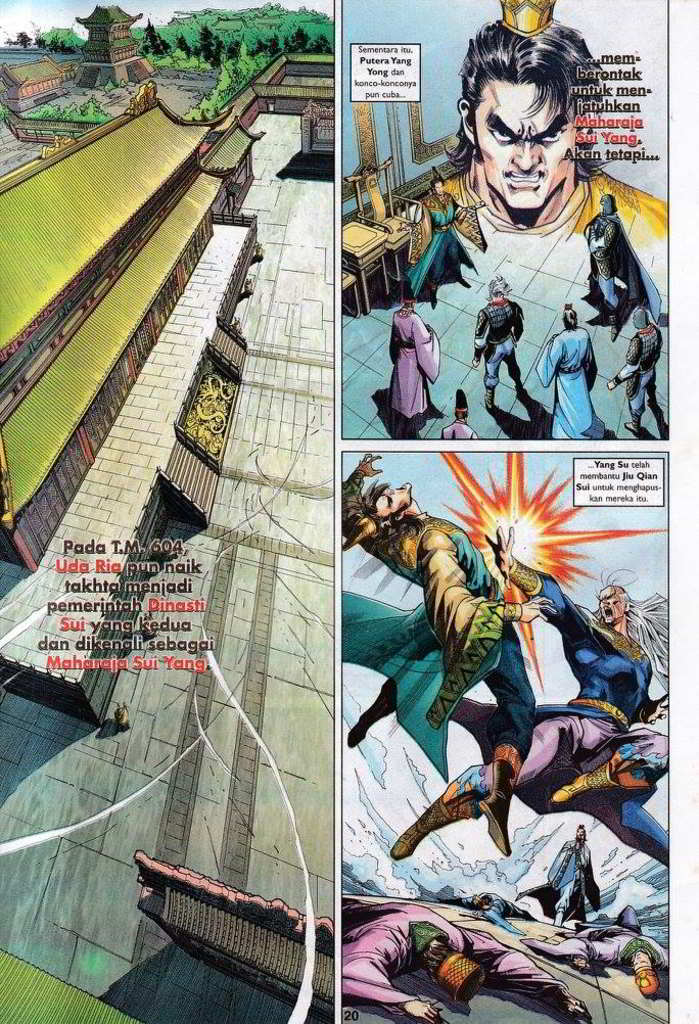 Pada T.M. 604,
Uda Ria pun naik
takhta menjadi
pemerintah Dinasti
Sui yang kedua
dan dikenali sebagai
Maharaja Sui Yang.
Sementara itu,
Putera Yang
Yong dan
konco-konconya
pun cuba...
...mem-
berontak
untuk men-
jatuhkan
Maharaja
Sui Yang.
Akan tetapi...
...Yang Su telah
membantu Jiu Qian
Sui untuk menghapus-
kan mereka itu.
20